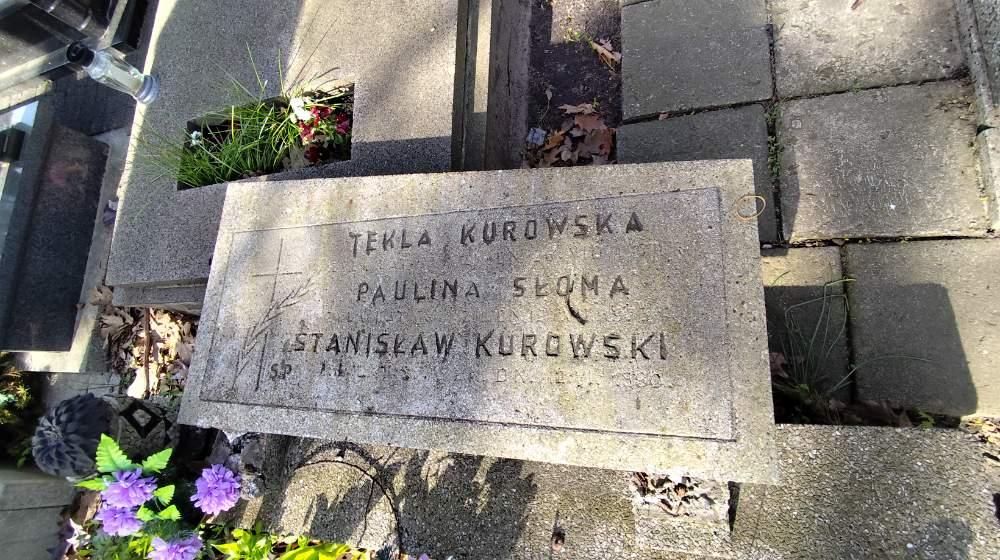 TEKLA KUROWSKA
PAULINA SŁOMA
STANISŁAW KUROWSKI